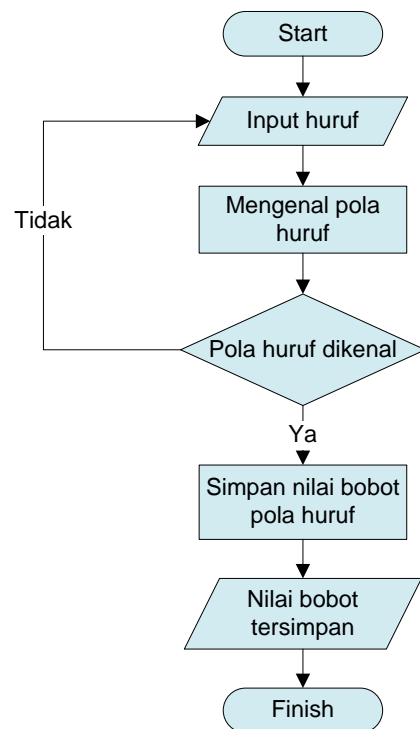 Start
Input huruf
Mengenal pola
huruf
Tidak
Pola huruf dikenal
Ya
Simpan nilai bobot
pola huruf
Nilai bobot
tersimpan
Finish